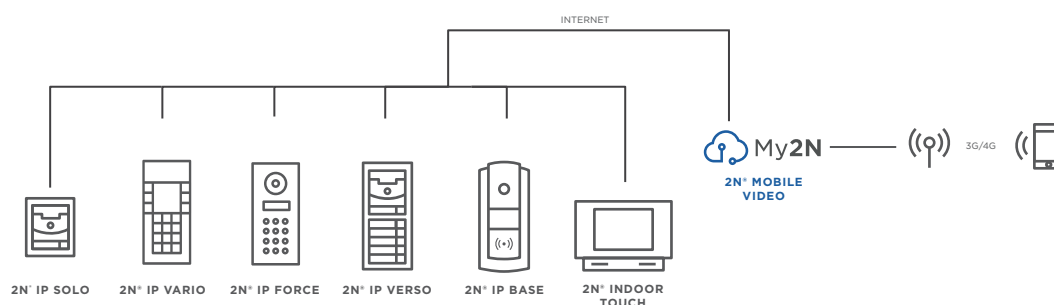 INTERNET
My2N
3G/4G
2N® MOBILE
VIDEO
2N® IP SOLO
2N® IP VARIO
2N® IP FORCE
2N® IP VERSO
2N® IP BASE
2N® INDOOR
TOUCH